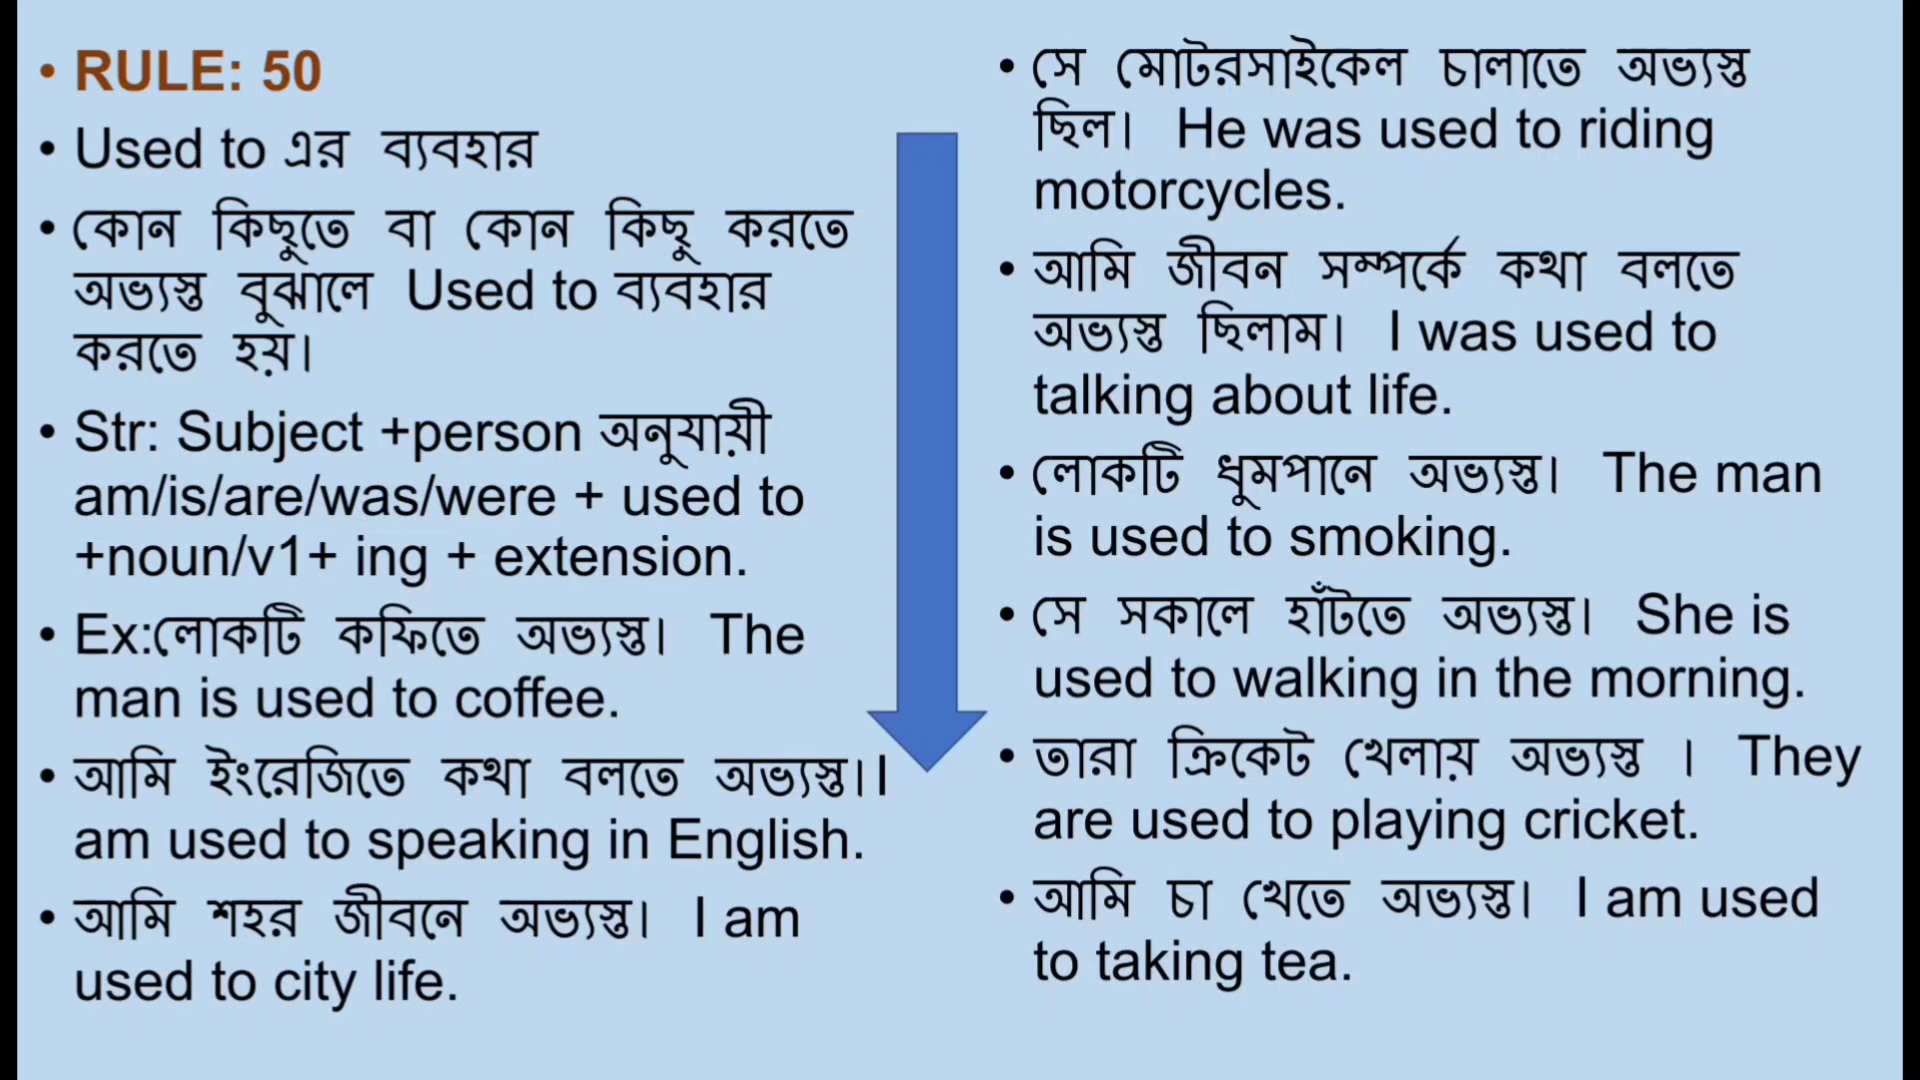 • RULE: 50
• Used to এর ব্যবহার
• কোন কিছুতে বা কোন কিছু করতে
অভ্যস্ত বুঝালে Used to ব্যবহার
করতে হয়।
• Str: Subject +person অনুযায়ী
am/is/are/was/were + used to
+noun/v1+ ing + extension.
• Ex:লোকটি কফিতে অভ্যস্ত। The
man is used to coffee.
• আমি ইংরেজিতে কথা বলতে অভ্যস্ত।I
am used to speaking in English.
• আমি শহর জীবনে অভ্যস্ত। I am
used to city life.
• সে মোটরসাইকেল চালাতে অভ্যস্ত
ছিল। He was used to riding
motorcycles.
• আমি জীবন সম্পর্কে কথা বলতে
অভ্যস্ত ছিলাম। I was used to
talking about life.
• লোকটি ধুমপানে অভ্যস্ত। The man
is used to smoking.
• সে সকালে হাঁটতে অভ্যস্ত। She is
used to walking in the morning.
• তারা ক্রিকেট খেলায় অভ্যস্ত । They
are used to playing cricket.
• আমি চা খেতে অভ্যস্ত। I am used
to taking tea.